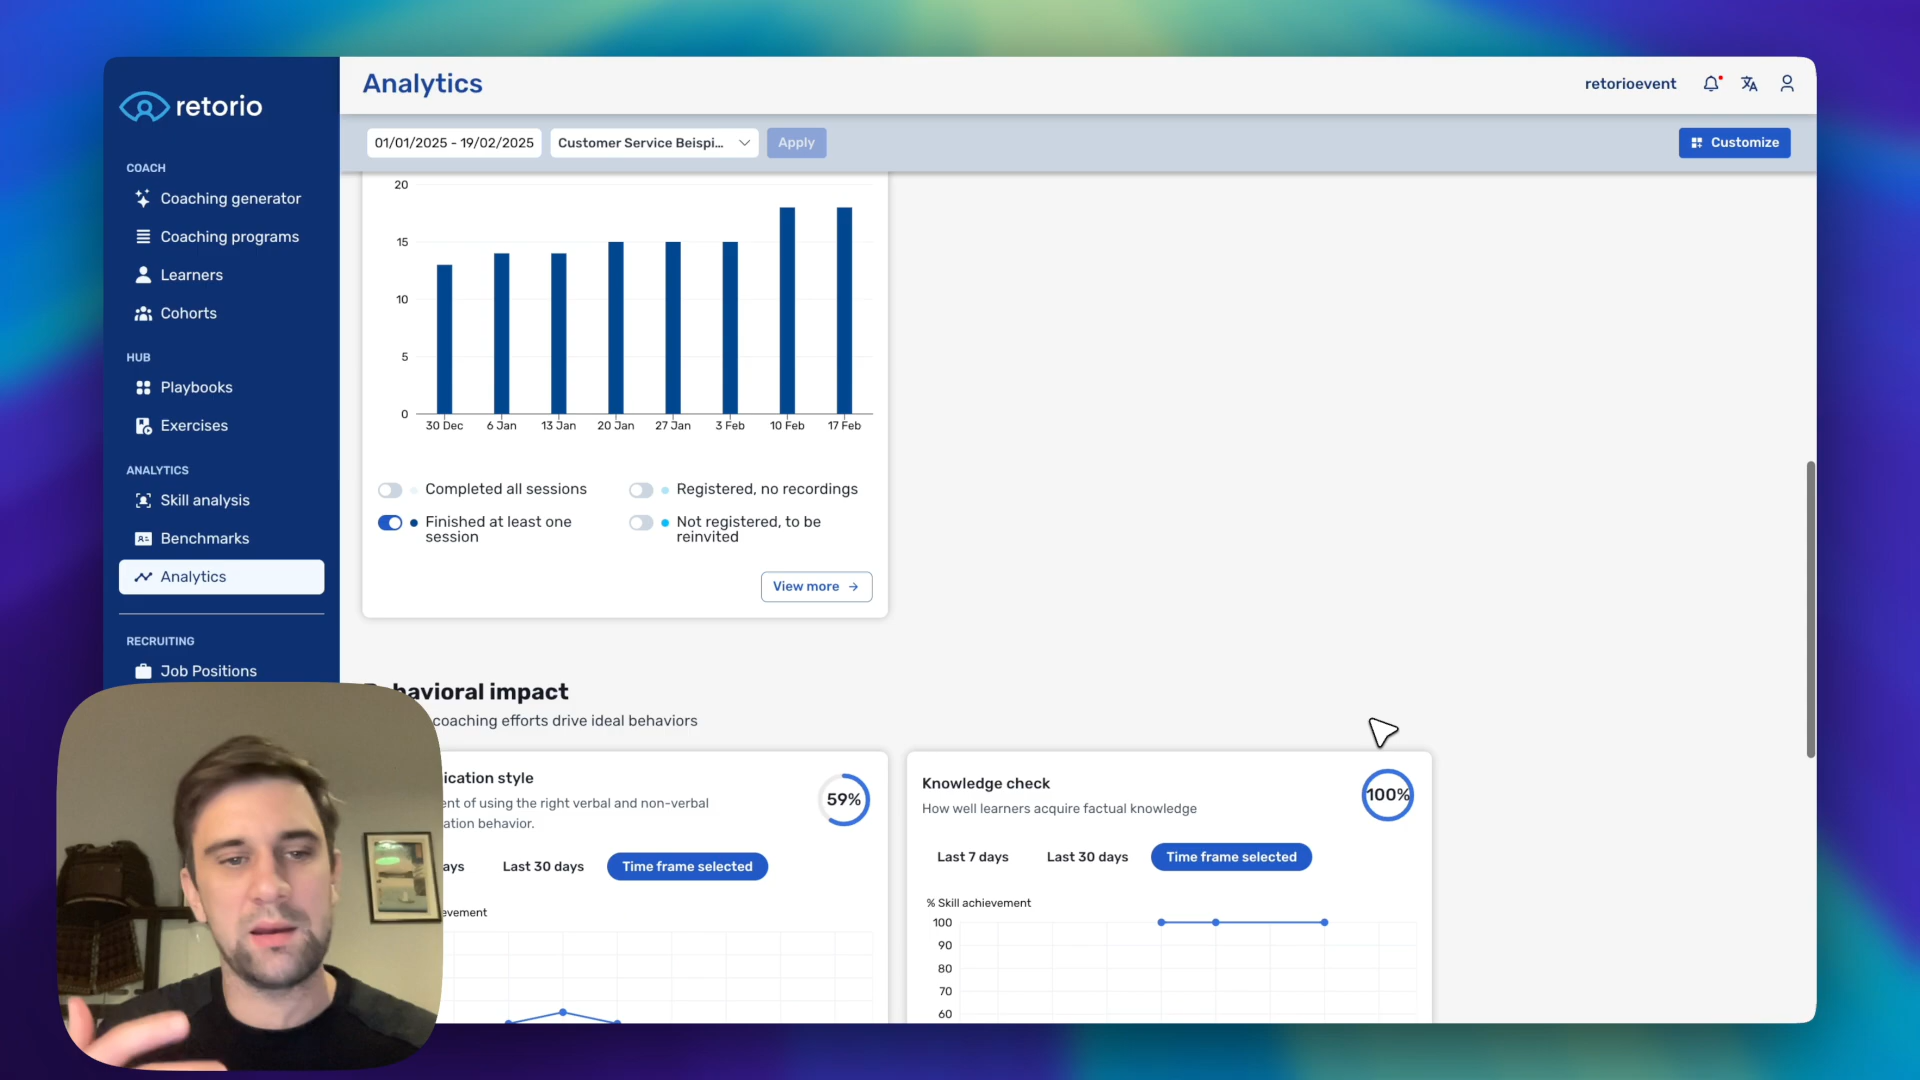 retorio
COACH
Coaching generator
Coaching programs
Learners
Cohorts
HUB
Playbooks
Exercises
ANALYTICS
Skill analysis
Benchmarks
Analytics
RECRUITING
Job Positions
Analytics
retorioevent
01/01/2025 - 19/02/2025
Customer Service Beispi...
Apply
Customize
20
15
10
5
0
30 Dec 6 Jan 13 Jan 20 Jan 27 Jan 3 Feb 10 Feb 17 Feb
Completed all sessions
Registered, no recordings
Finished at least one
session
Not registered, to be
reinvited
View more
havioral impact
coaching efforts drive ideal behaviors
ication style
ent of using the right verbal and non-verbal
ation behavior.
59%
ays
Last 30 days
Time frame selected
evement
Knowledge check
How well learners acquire factual knowledge
100%
Last 7 days
Last 30 days
Time frame selected
% Skill achievement
100
90
80
70
60